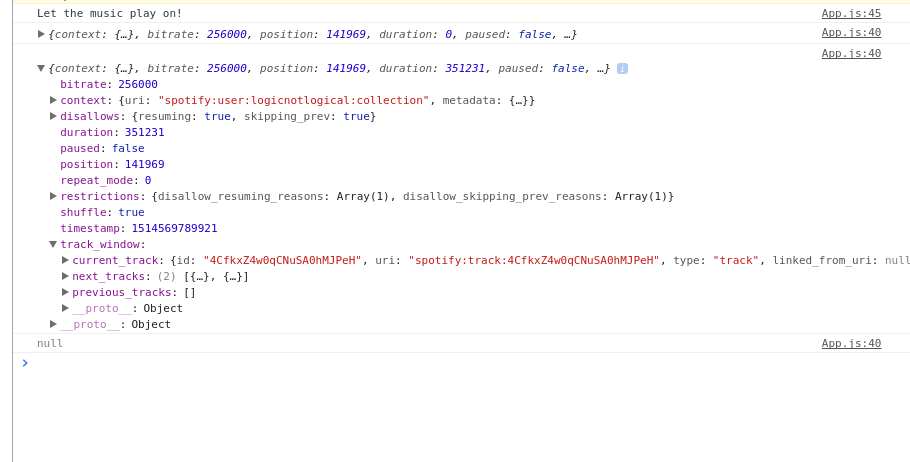 Let the music play on! App.js:45
▶{context: {…}, bitrate: 256000, position: 141969, duration: 0, paused: false, …} App.js:40
App.js:40
▼{context: {…}, bitrate: 256000, position: 141969, duration: 351231, paused: false, …} i
bitrate: 256000
▶context: {uri: "spotify:user:logicnotlogical:collection", metadata: {…}}
▶disallows: {resuming: true, skipping_prev: true}
duration: 351231
paused: false
position: 141969
repeat_mode: 0
▶restrictions: {disallow_resuming_reasons: Array(1), disallow_skipping_prev_reasons: Array(1)}
shuffle: true
timestamp: 1514569789921
▼track_window:
▶current_track: {id: "4CfkxZ4w0qCNuSA0hMJPeH", uri: "spotify:track:4CfkxZ4w0qCNuSA0hMJPeH", type: "track", linked_from_uri: null
▶next_tracks: (2) [{…}, {…}]
▶previous_tracks: []
▶__proto__: Object
▶__proto__: Object
null App.js:40
>